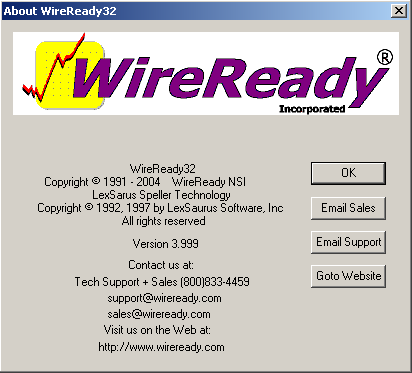 About WireReady32
WireReady®
Incorporated
WireReady32
Copyright © 1991 - 2004 WireReady NSI
LexSarus Speller Technology
Copyright © 1992, 1997 by LexSaurus Software, Inc
All rights reserved
Version 3.999
Contact us at:
Tech Support + Sales (800)833-4459
support@wireready.com
sales@wireready.com
Visit us on the Web at:
http://www.wireready.com
OK
Email Sales
Email Support
Goto Website